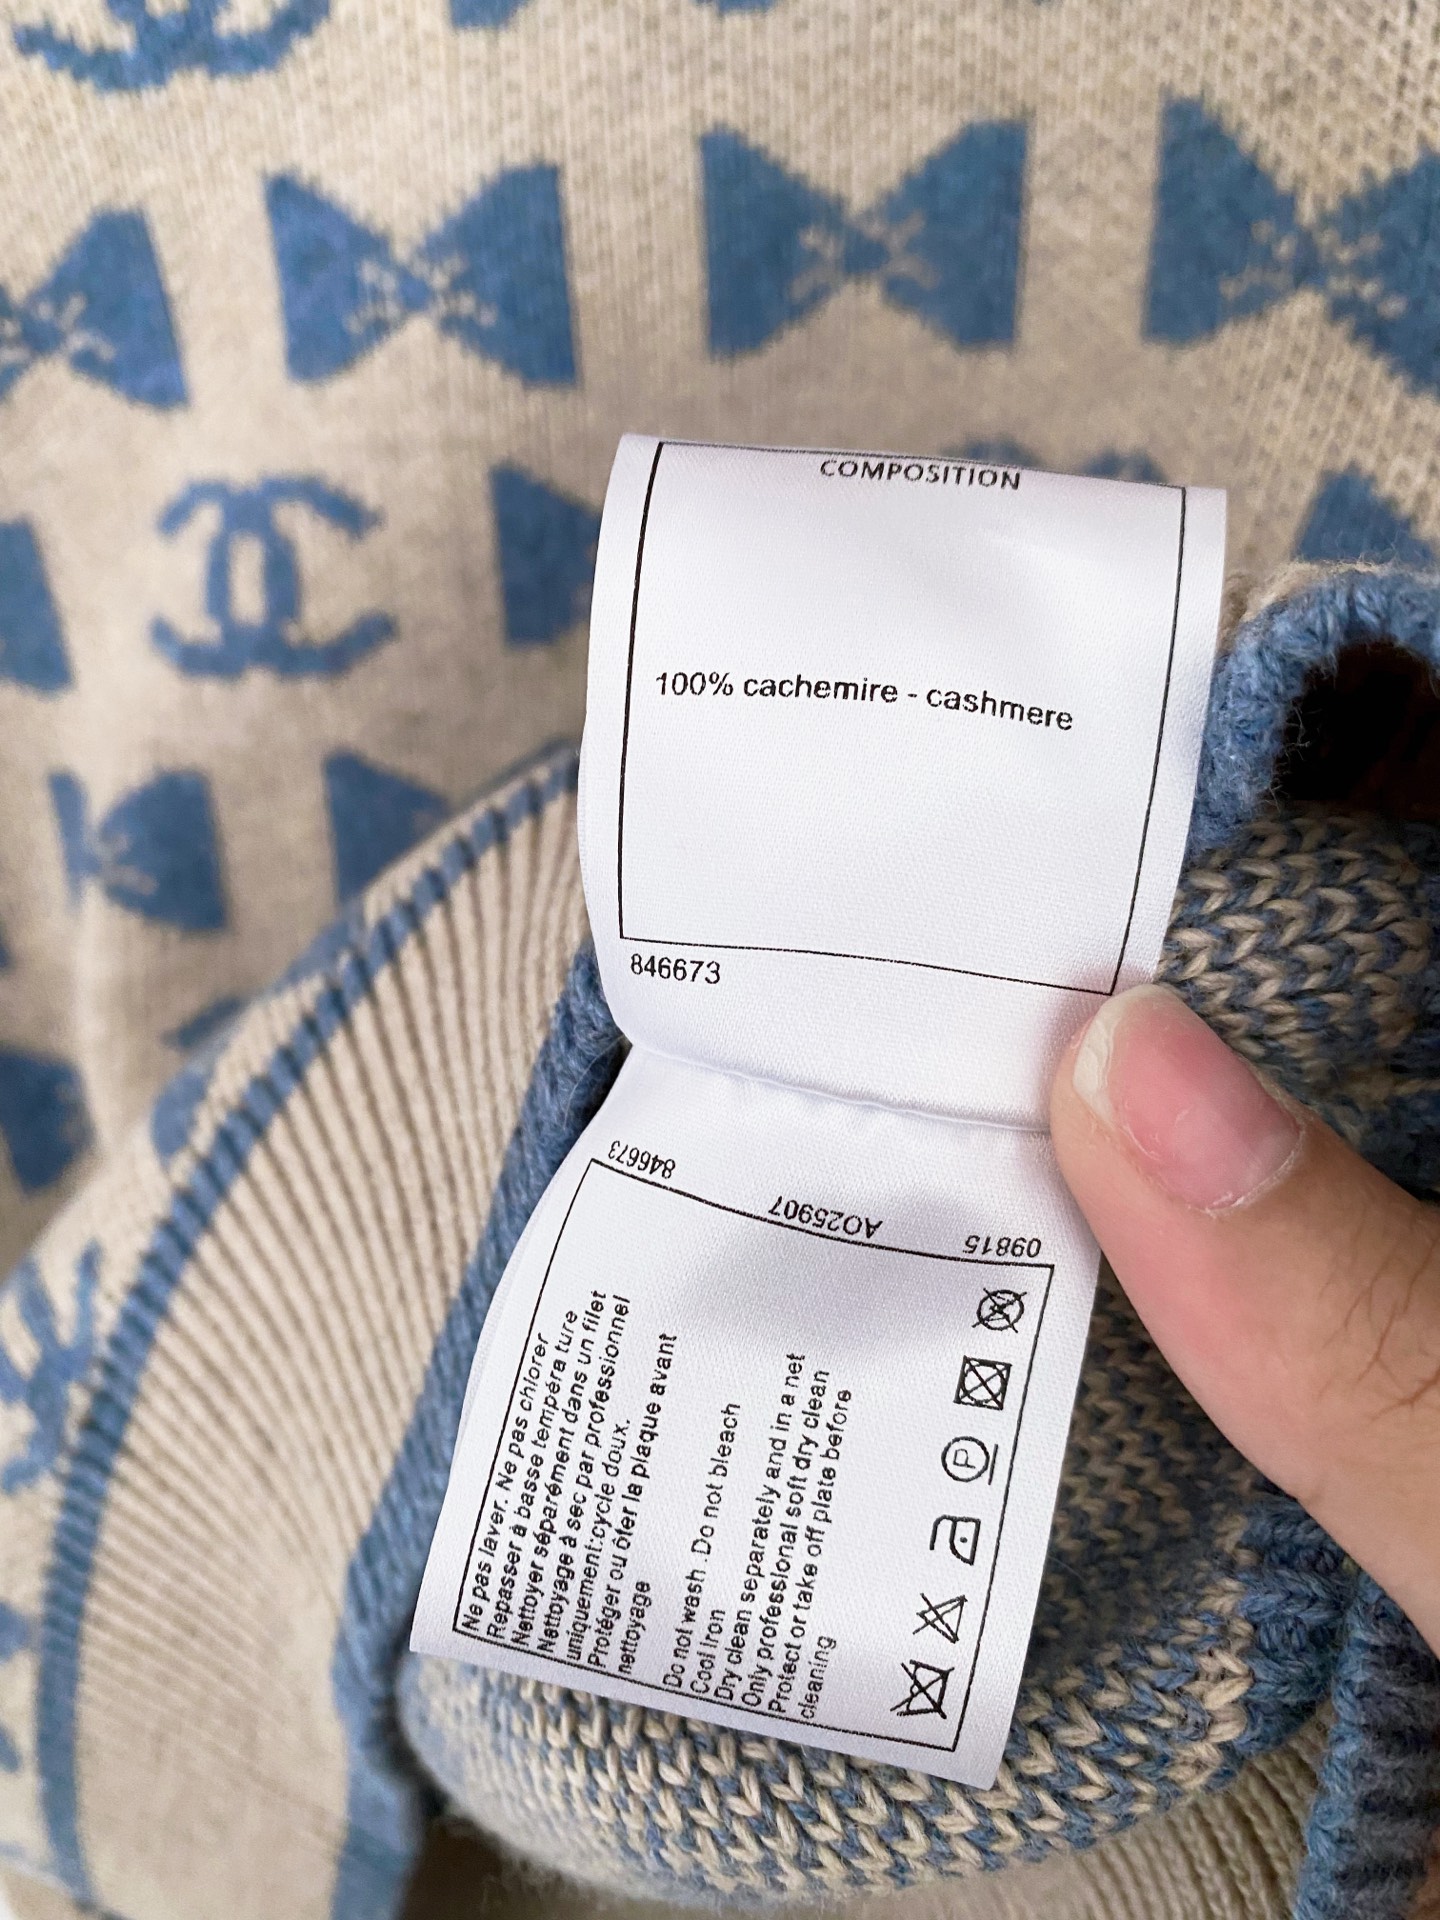 COMPOSITION
100% cachemire - cashmere
846673
846673
AO25907
09815
Ne pas laver. Ne pas chlorer
Repasser à basse tempéra ture
Nettoyer séparément dans un filet
Nettoyage à sec par professionnel
uniquement:cycle doux.
Protéger ou ôter la plaque avant
nettoyage
Do not wash .Do not bleach
Cool Iron
Dry clean separately and in a net
Only professional soft dry clean
Protect or take off plate before
cleaning
P